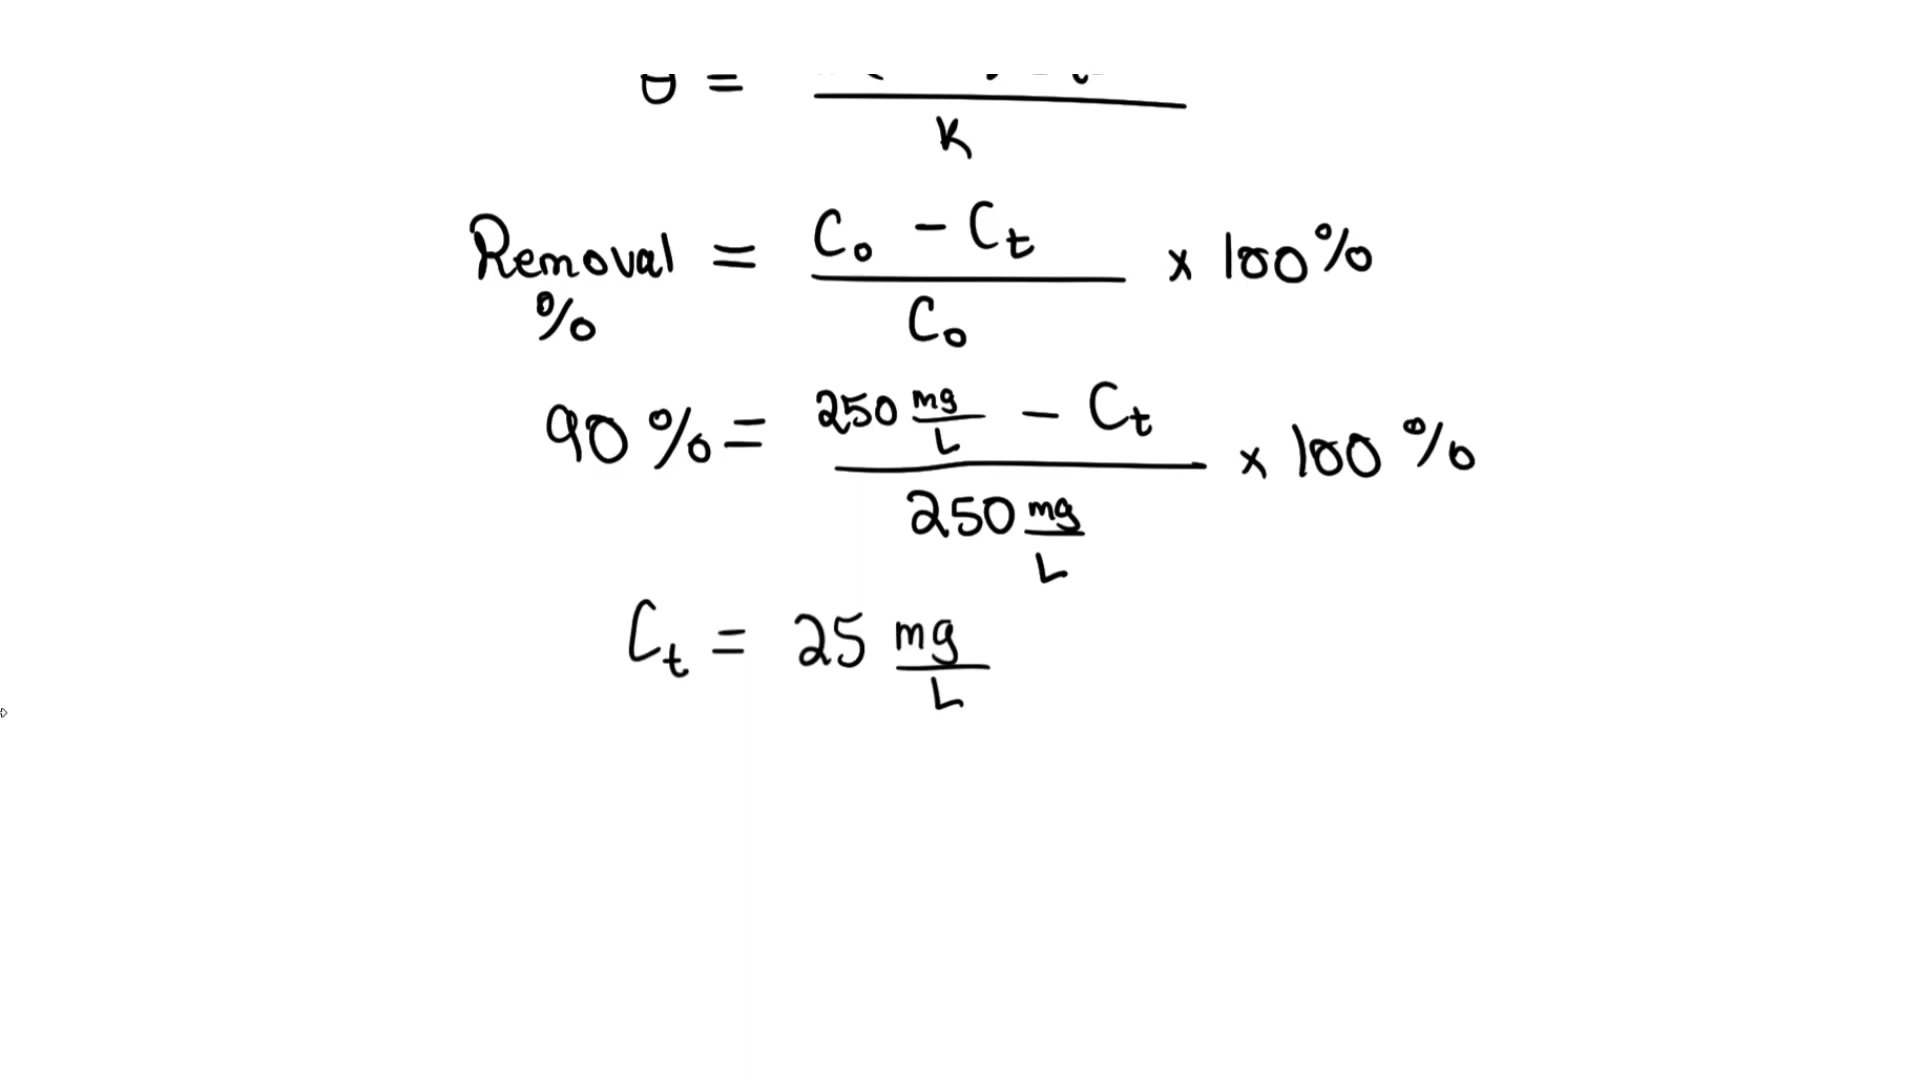 θ =
K
Removal % = C₀ - Cₜ / C₀ x 100%
90% = 250 mg/L - Cₜ / 250 mg/L x 100%
Cₜ = 25 mg/L